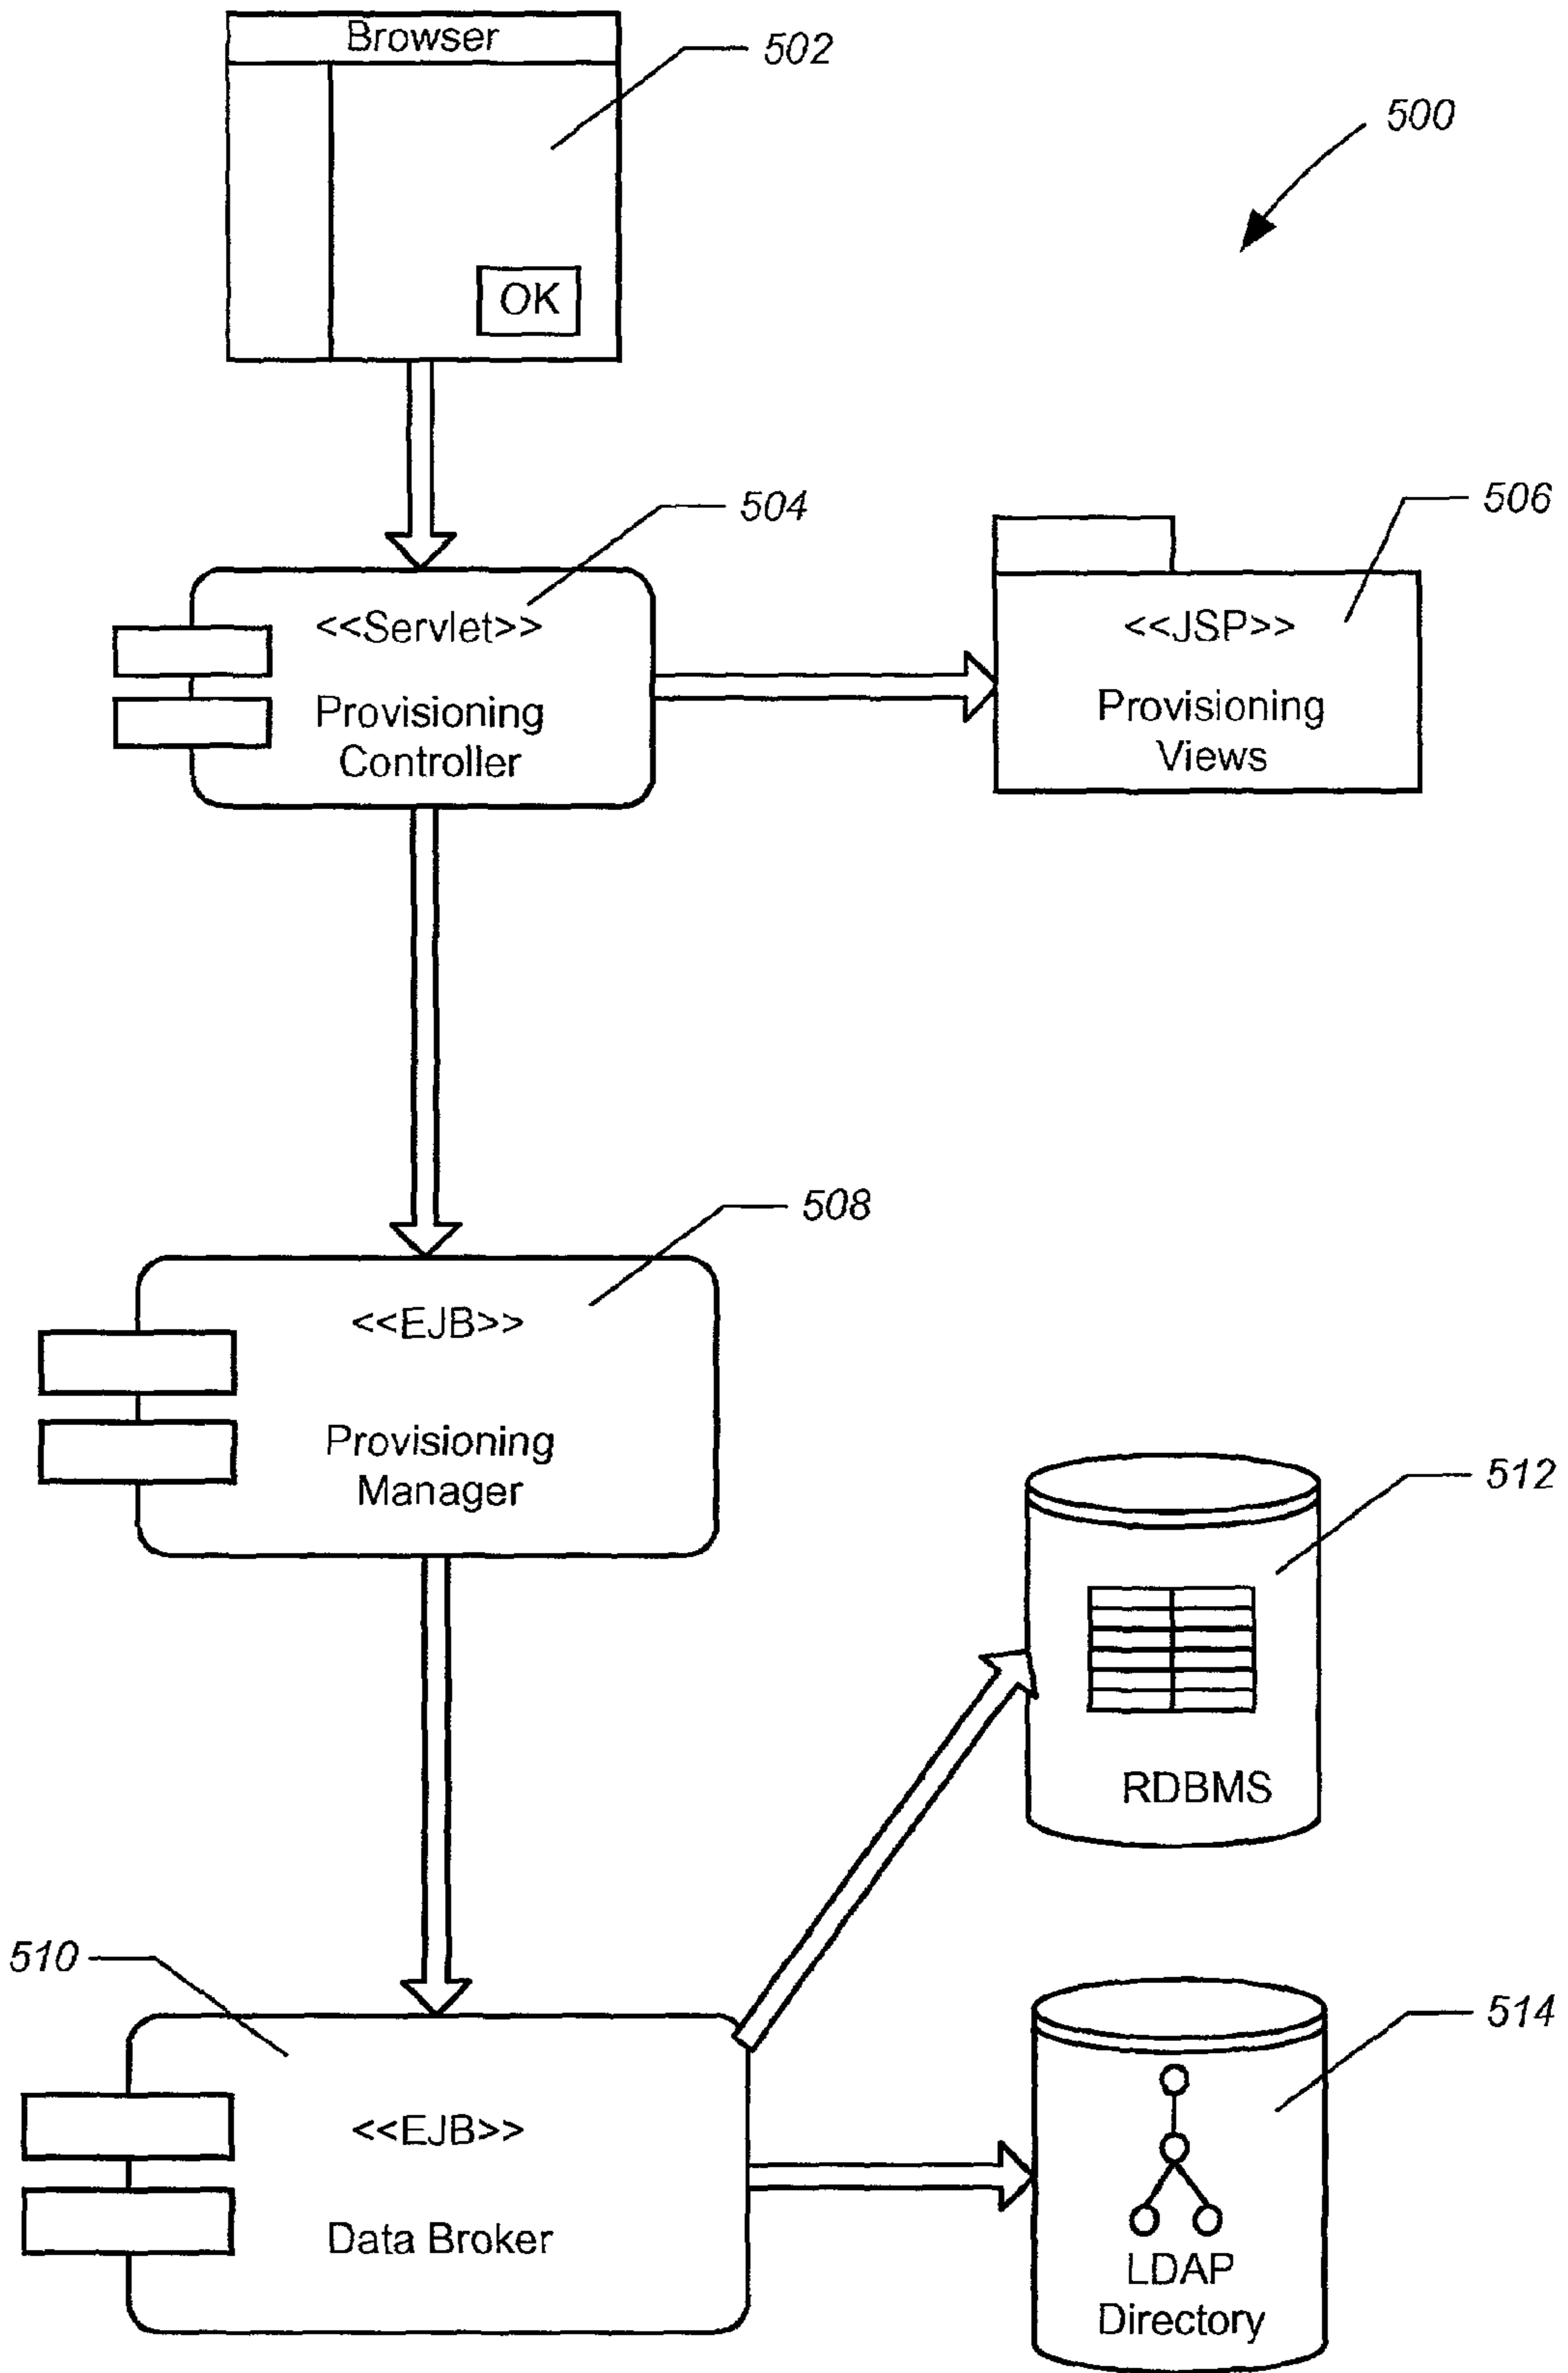 Browser
502
500
OK
504
506
<<Servlet>>
Provisioning
Controller
<<JSP>>
Provisioning
Views
508
<<EJB>>
Provisioning
Manager
512
RDBMS
510
514
<<EJB>>
Data Broker
LDAP
Directory